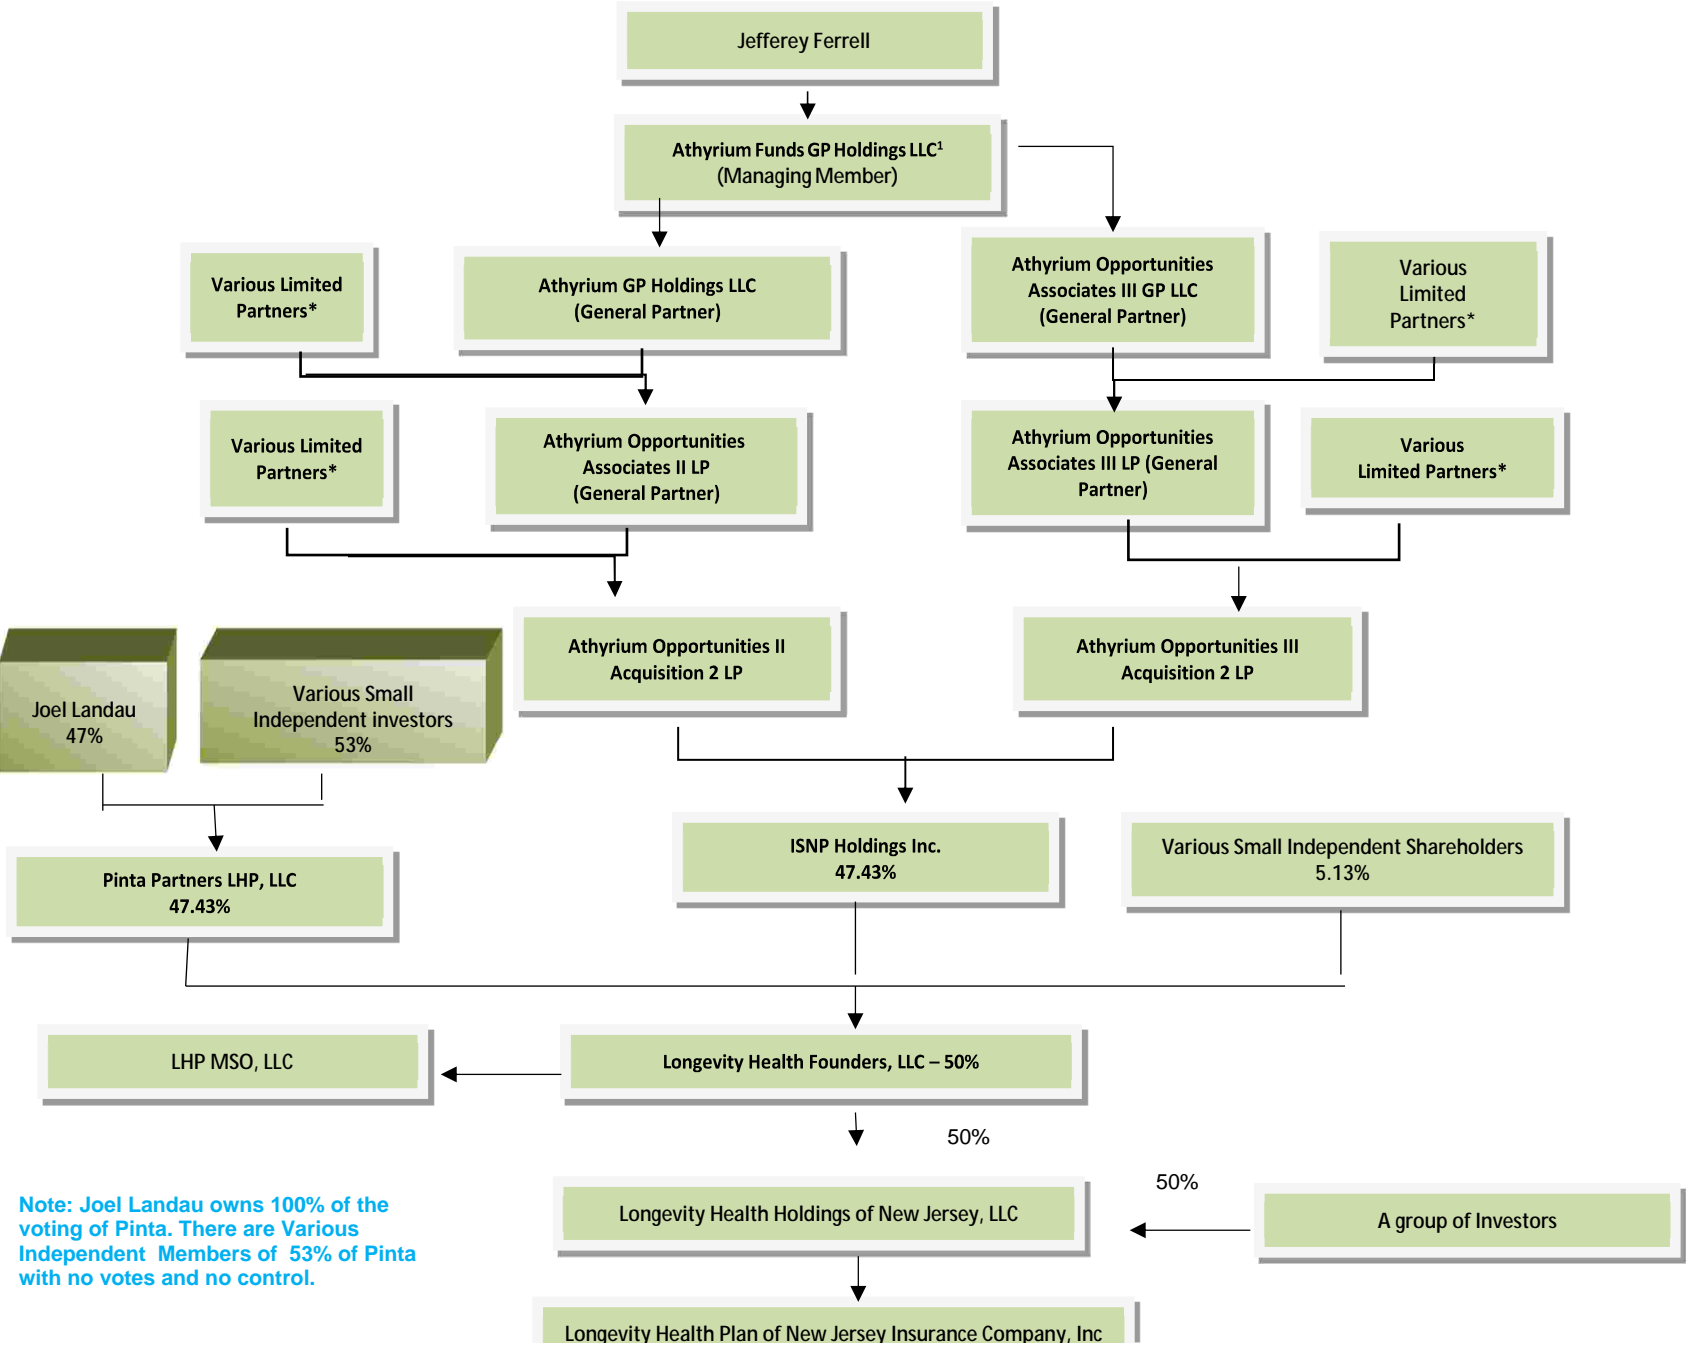 Jefferey Ferrell
Athyrium Funds GP Holdings LLC¹
(Managing Member)
Various Limited
Partners*
Athyrium GP Holdings LLC
(General Partner)
Athyrium Opportunities
Associates III GP LLC
(General Partner)
Various
Limited
Partners*
Various Limited
Partners*
Athyrium Opportunities
Associates II LP
(General Partner)
Athyrium Opportunities
Associates III LP (General
Partner)
Various
Limited Partners*
Joel Landau
47%
Various Small
Independent investors
53%
Athyrium Opportunities II
Acquisition 2 LP
Athyrium Opportunities III
Acquisition 2 LP
Pinta Partners LHP, LLC
47.43%
ISNP Holdings Inc.
47.43%
Various Small Independent Shareholders
5.13%
LHP MSO, LLC
Longevity Health Founders, LLC – 50%
50%
50%
Note: Joel Landau owns 100% of the
voting of Pinta. There are Various
Independent Members of 53% of Pinta
with no votes and no control.
Longevity Health Holdings of New Jersey, LLC
A group of Investors
Longevity Health Plan of New Jersey Insurance Company, Inc